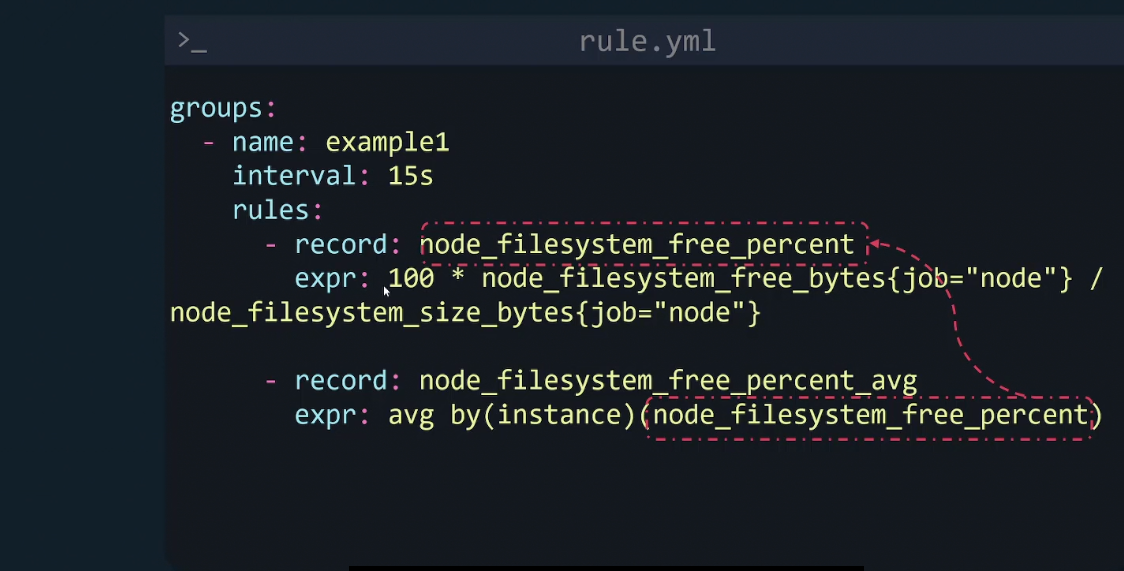 >_ rule.yml
groups:
  - name: example1
    interval: 15s
    rules:
      - record: node_filesystem_free_percent
        expr: 100 * node_filesystem_free_bytes{job="node"} /
node_filesystem_size_bytes{job="node"}
      - record: node_filesystem_free_percent_avg
        expr: avg by(instance)(node_filesystem_free_percent)